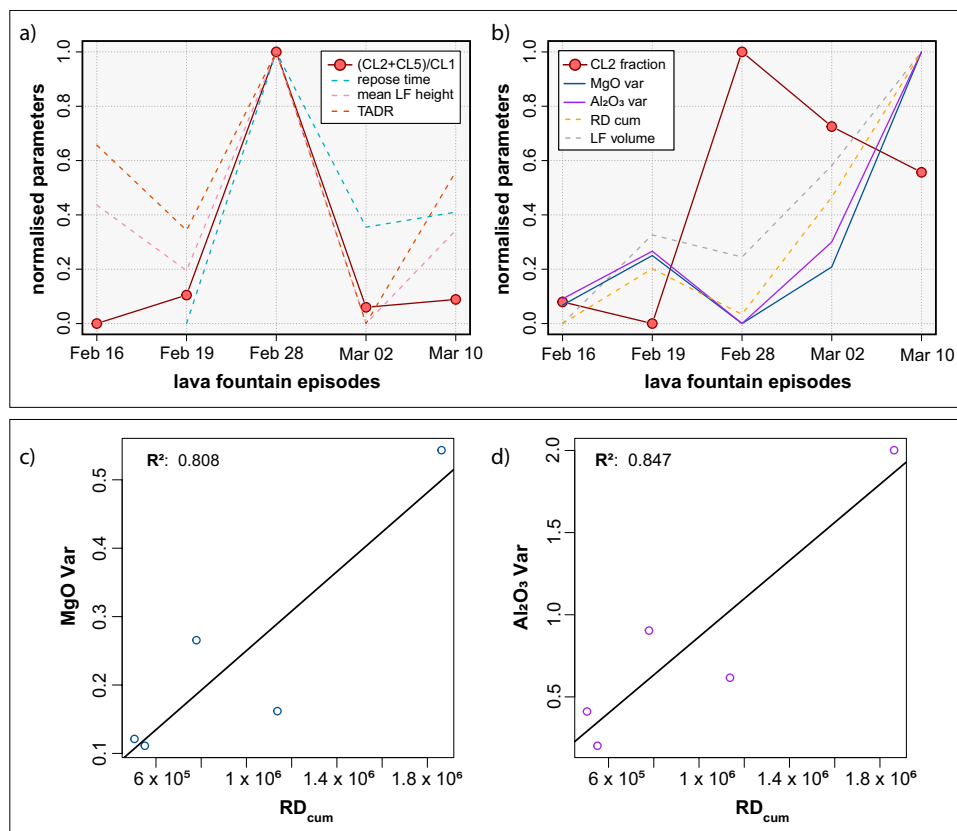 a)
normalised parameters
1.0
0.8
0.6
0.4
0.2
0.0
(CL2+CL5)/CL1
repose time
mean LF height
TADR
Feb 16 Feb 19 Feb 28 Mar 02 Mar 10
lava fountain episodes
b)
normalised parameters
1.0
0.8
0.6
0.4
0.2
0.0
CL2 fraction
MgO var
Al₂O₃ var
RD cum
LF volume
Feb 16 Feb 19 Feb 28 Mar 02 Mar 10
lava fountain episodes
c)
R²: 0.808
MgO Var
0.5
0.4
0.3
0.2
0.1
6 x 10⁵ 1 x 10⁶ 1.4 x 10⁶ 1.8 x 10⁶
RDcum
d)
R²: 0.847
Al₂O₃ Var
2.0
1.5
1.0
0.5
6 x 10⁵ 1 x 10⁶ 1.4 x 10⁶ 1.8 x 10⁶
RDcum